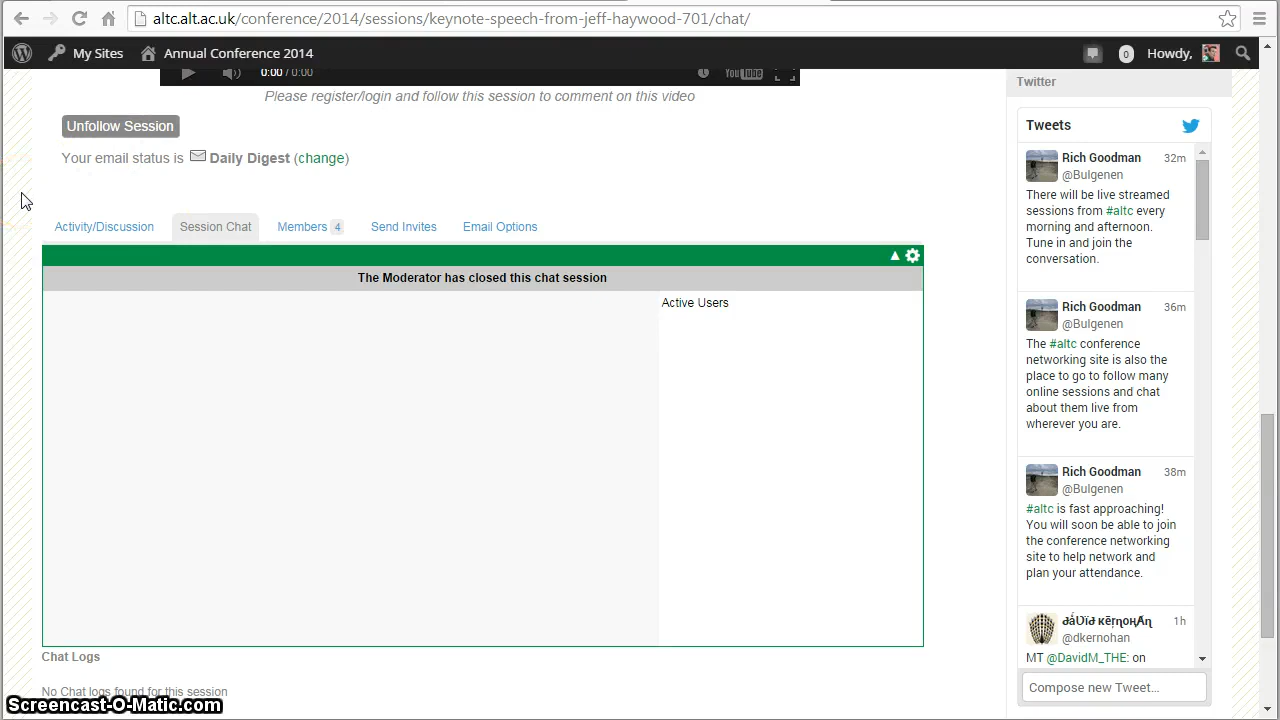 altc.alt.ac.uk/conference/2014/sessions/keynote-speech-from-jeff-haywood-701/chat/
My Sites
Annual Conference 2014
0
Howdy,
0:00 / 0:00
YouTube
Please register/login and follow this session to comment on this video
Unfollow Session
Your email status is Daily Digest (change)
Activity/Discussion
Session Chat
Members 4
Send Invites
Email Options
The Moderator has closed this chat session
Active Users
Chat Logs
No Chat logs found for this session
Screencast-O-Matic.com
Twitter
Tweets
Rich Goodman 32m
@Bulgenen
There will be live streamed
sessions from #altc every
morning and afternoon.
Tune in and join the
conversation.
Rich Goodman 36m
@Bulgenen
The #altc conference
networking site is also the
place to go to follow many
online sessions and chat
about them live from
wherever you are.
Rich Goodman 38m
@Bulgenen
#altc is fast approaching!
You will soon be able to join
the conference networking
site to help network and
plan your attendance.
1h
@dkernohan
MT @DavidM_THE: on
Compose new Tweet...